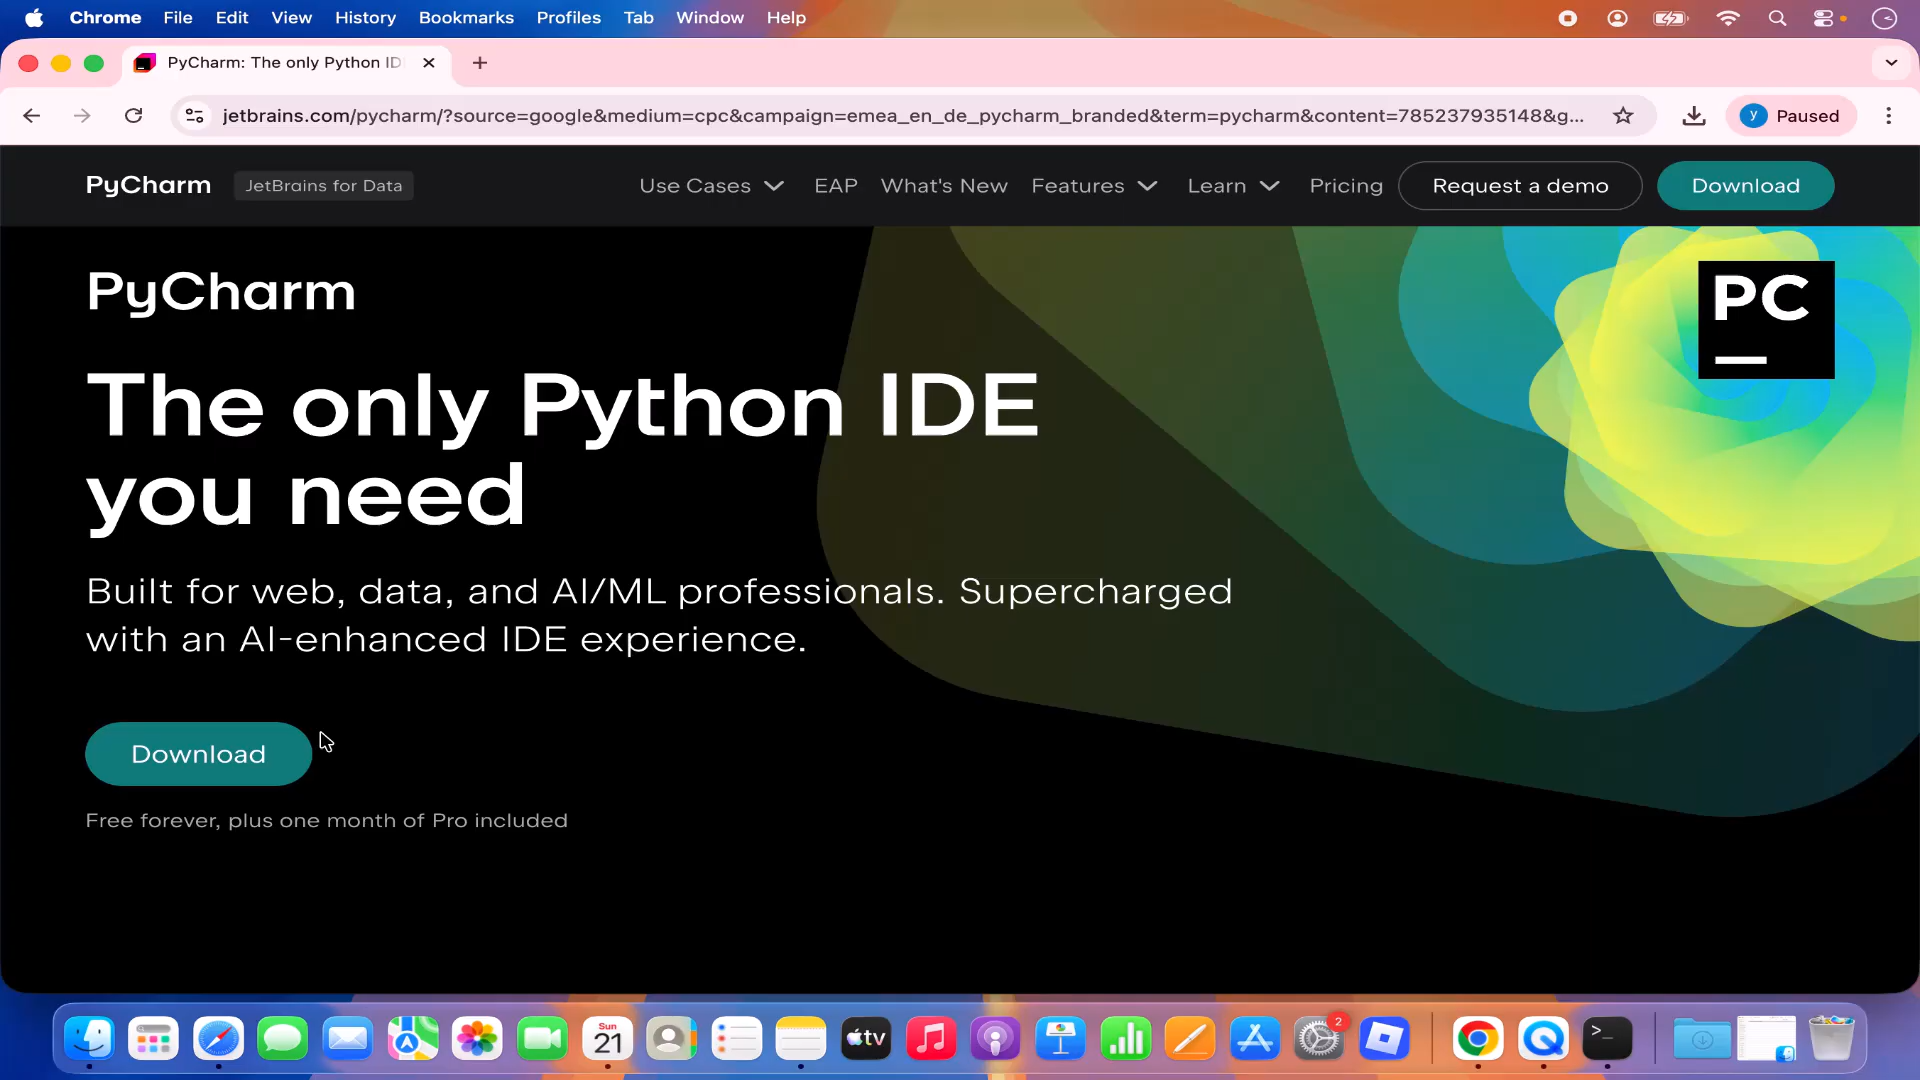 Chrome File Edit View History Bookmarks Profiles Tab Window Help
PyCharm: The only Python ID
jetbrains.com/pycharm/?source=google&medium=cpc&campaign=emea_en_de_pycharm_branded&term=pycharm&content=785237935148&g...
y Paused
PyCharm JetBrains for Data Use Cases EAP What's New Features Learn Pricing Request a demo Download
PyCharm
PC
The only Python IDE
you need
Built for web, data, and AI/ML professionals. Supercharged
with an AI-enhanced IDE experience.
Download
Free forever, plus one month of Pro included
Sun
21
tv
2
>_